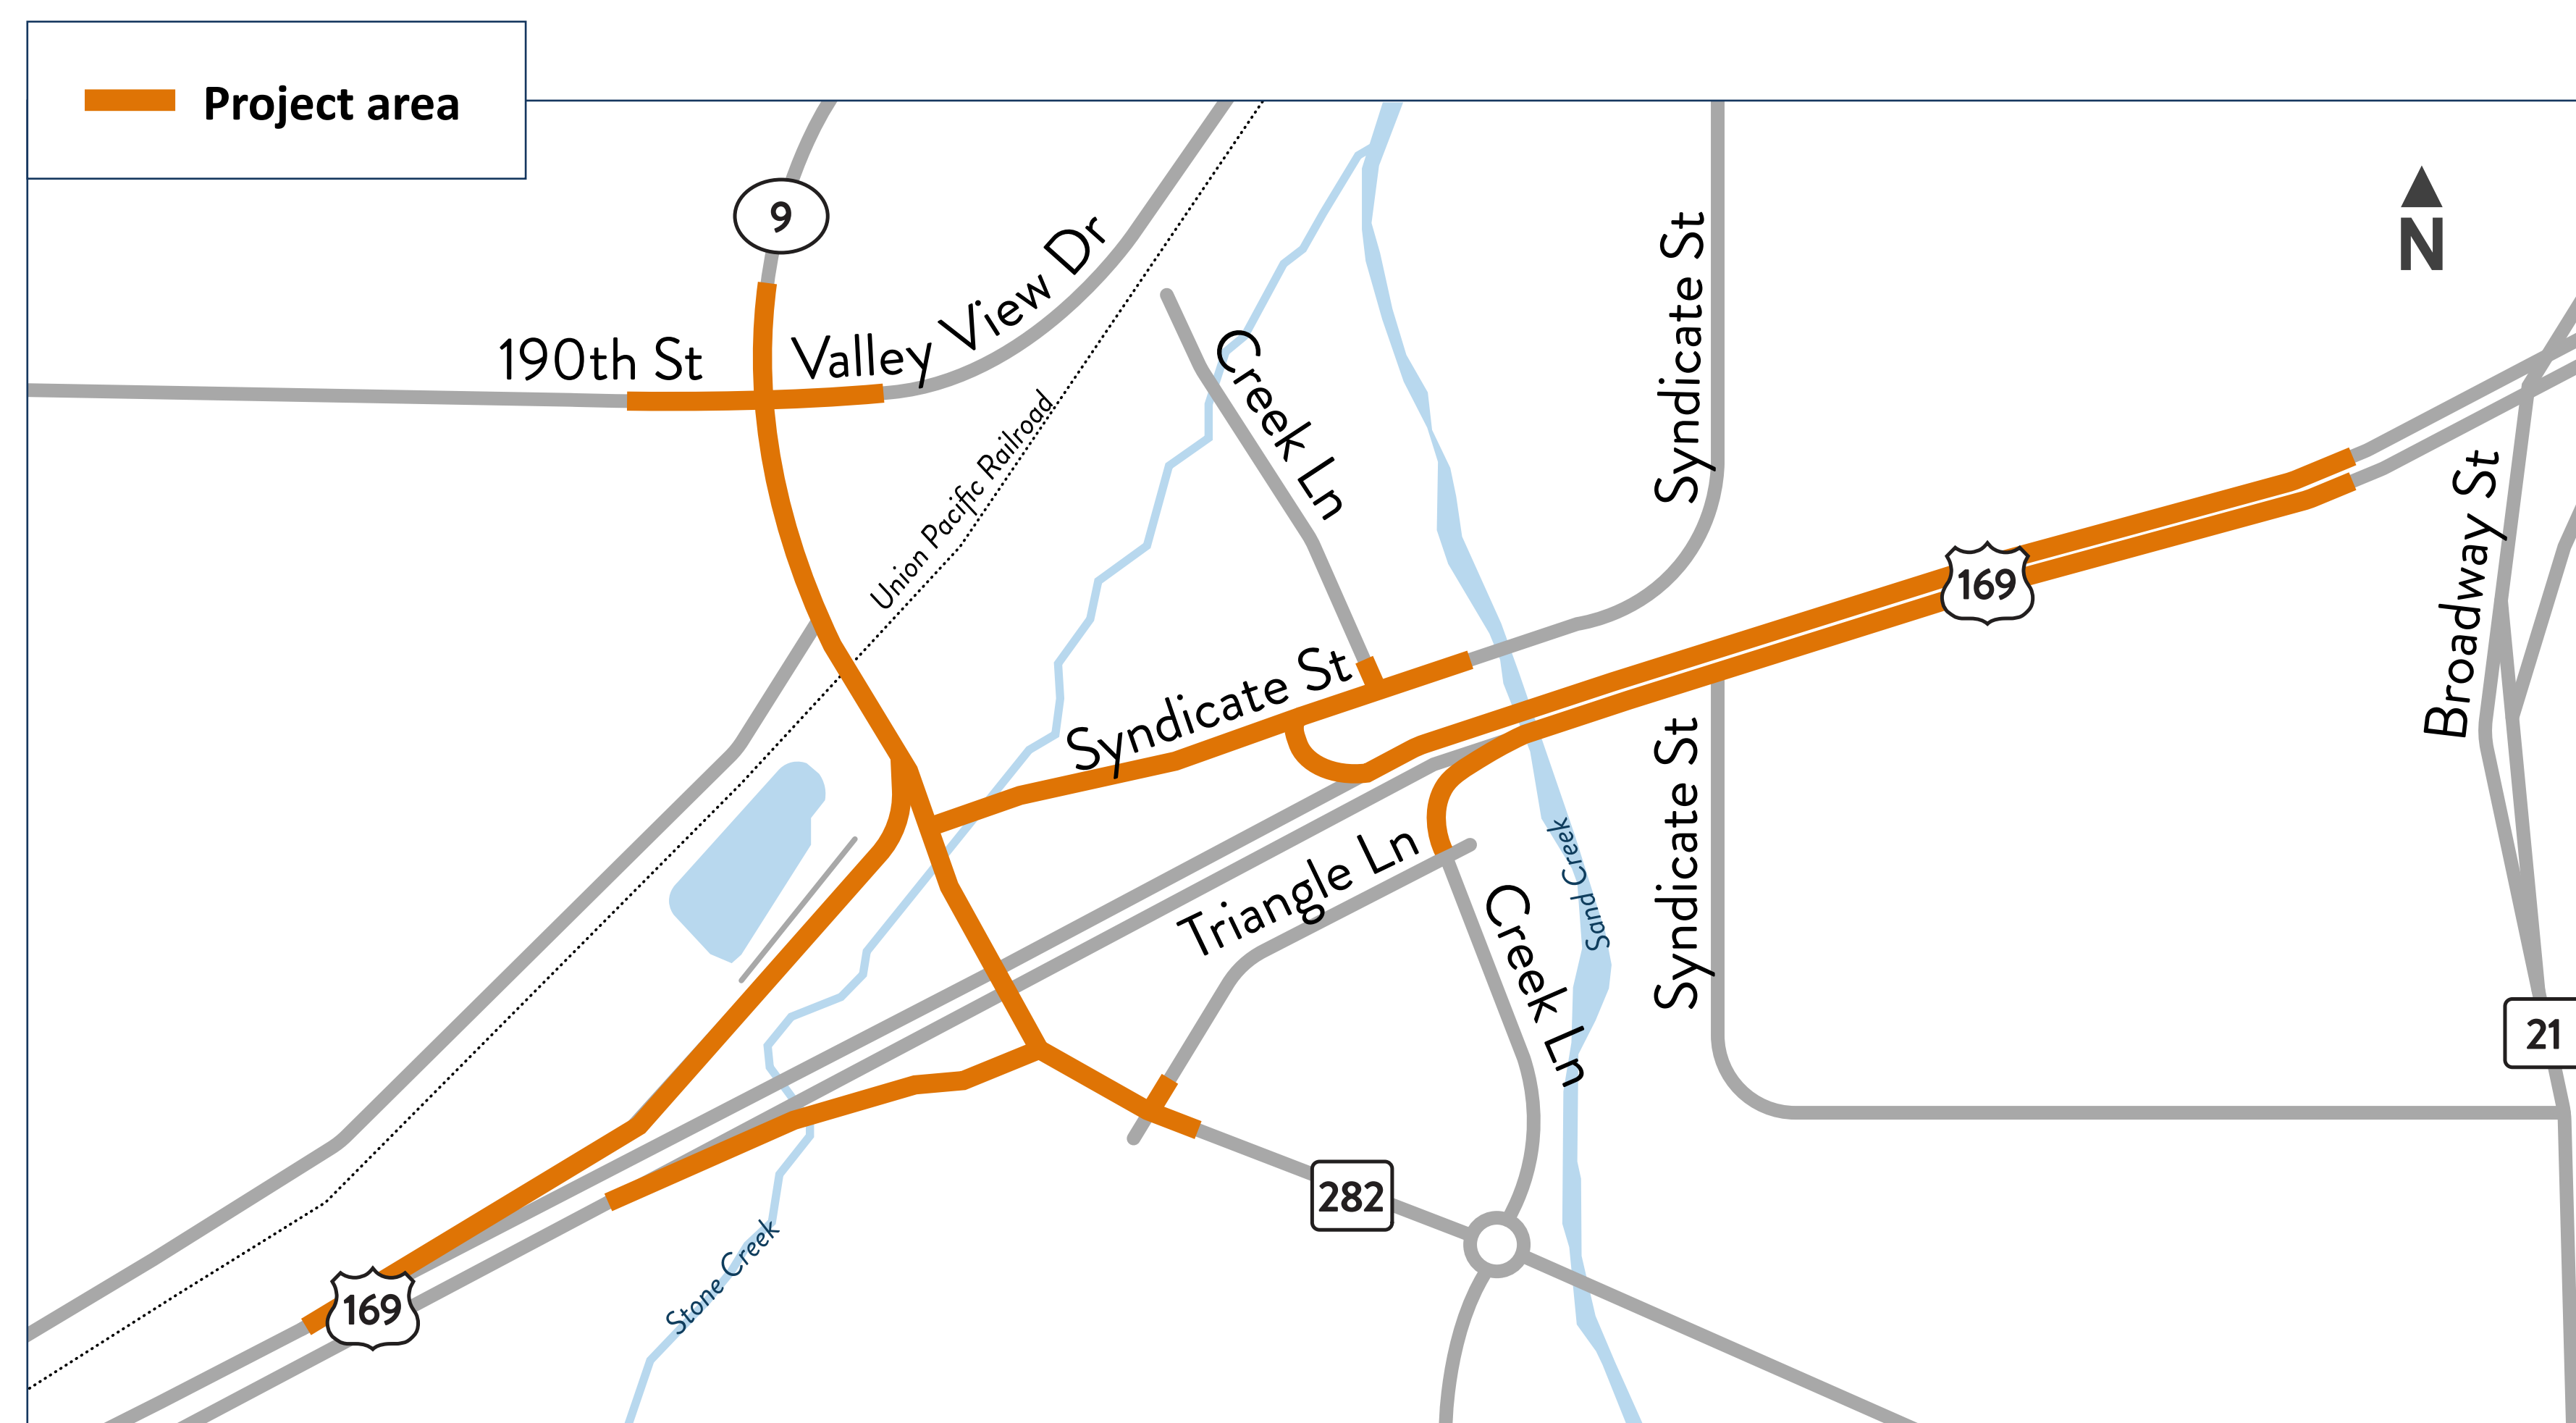 Project area
9
N
Valley View Dr
190th St
Creek Ln
Syndicate St
Union Pacific Railroad
169
Broadway St
Syndicate St
Syndicate St
Triangle Ln
Sand Creek
Creek Ln
21
282
Stone Creek
169